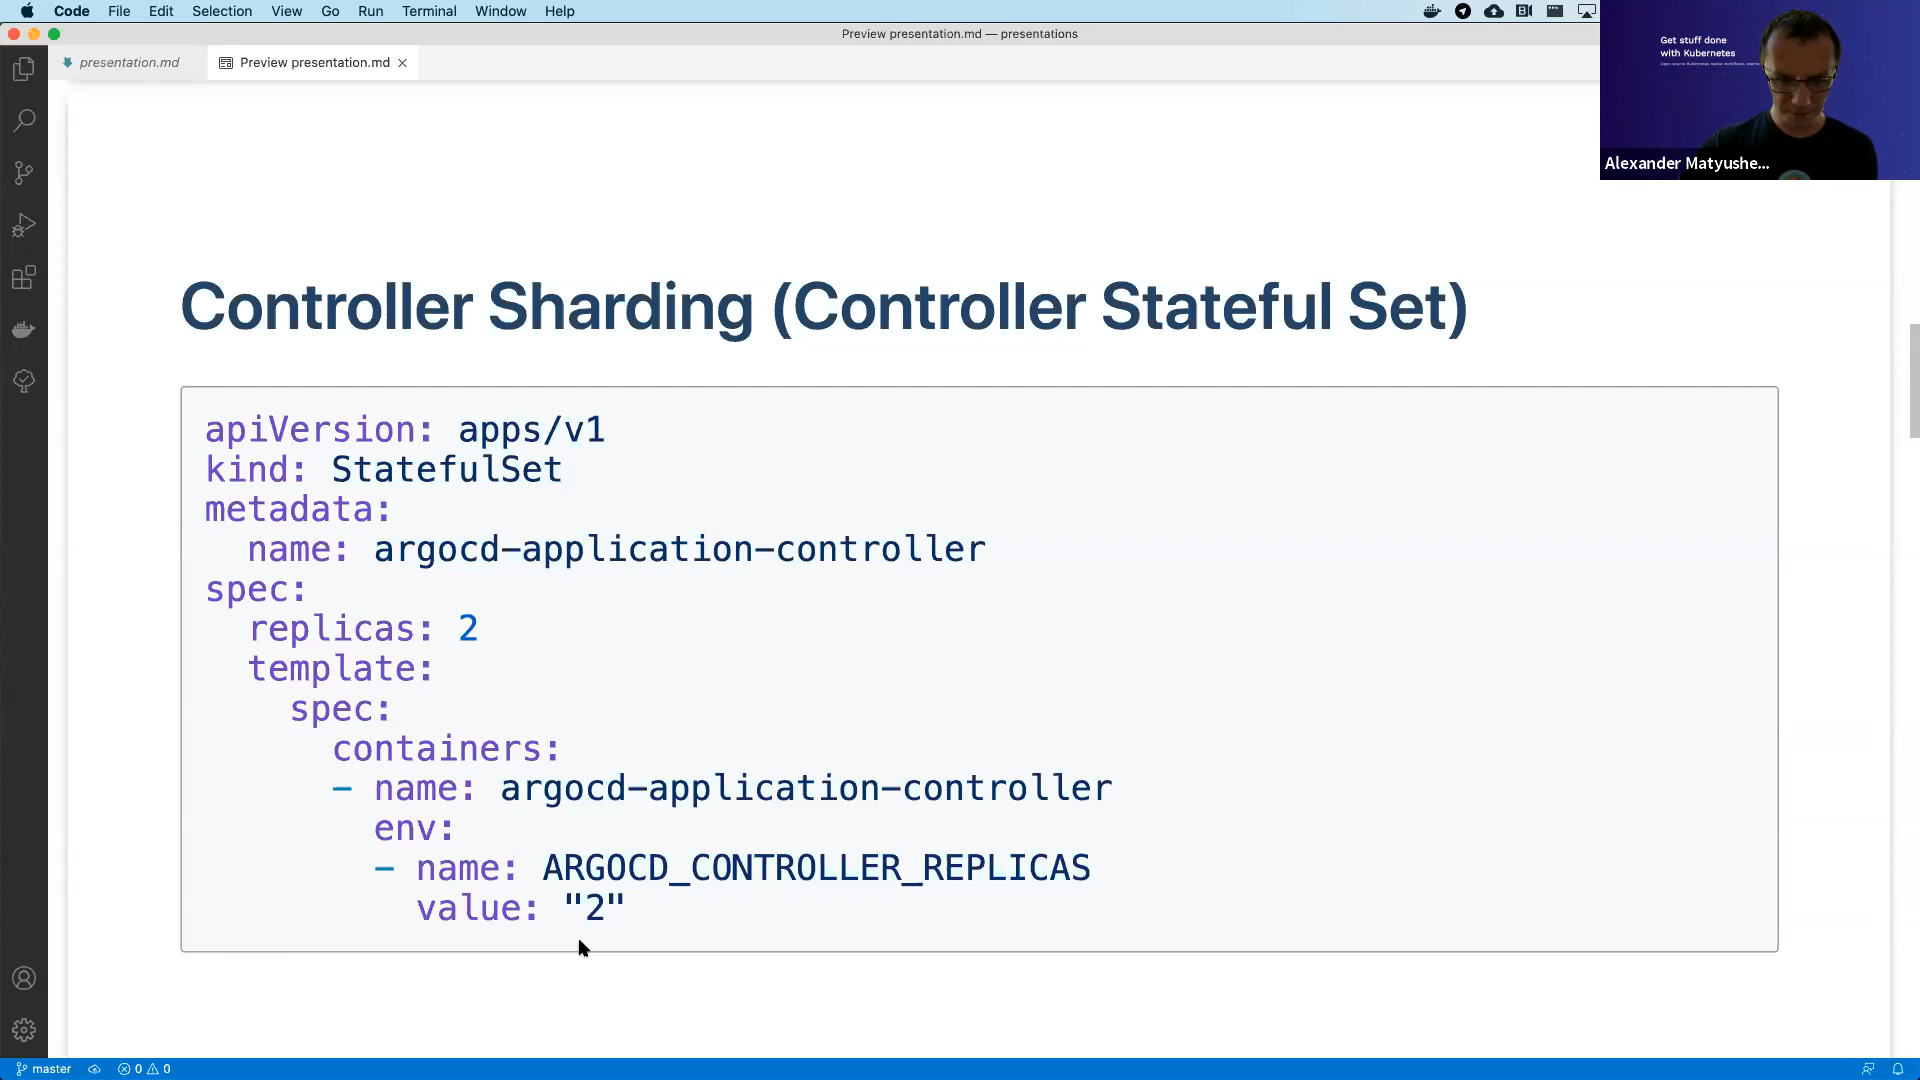 Code File Edit Selection View Go Run Terminal Window Help
Preview presentation.md — presentations
presentation.md
Preview presentation.md
Get stuff done
with Kubernetes
Alexander Matyushe...
Controller Sharding (Controller Stateful Set)
apiVersion: apps/v1
kind: StatefulSet
metadata:
  name: argocd-application-controller
spec:
  replicas: 2
  template:
    spec:
      containers:
      - name: argocd-application-controller
        env:
        - name: ARGOCD_CONTROLLER_REPLICAS
          value: "2"
master 0 0